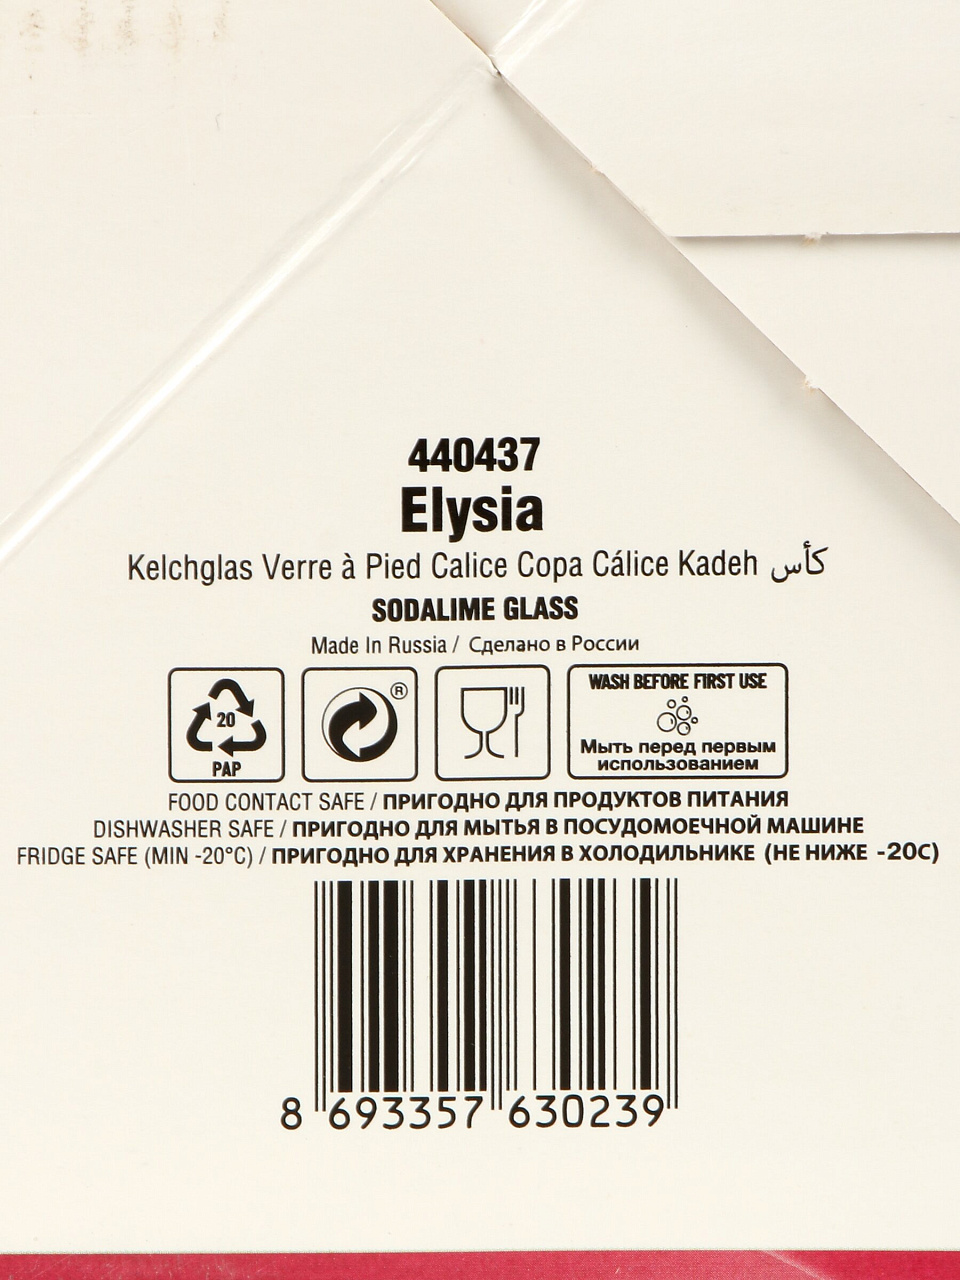 440437
Elysia
Kelchglas Verre à Pied Calice Copa Cálice Kadeh كأس
SODALIME GLASS
Made In Russia / Сделано в России
20
PAP
®
WASH BEFORE FIRST USE
Мыть перед первым
использованием
FOOD CONTACT SAFE / ПРИГОДНО ДЛЯ ПРОДУКТОВ ПИТАНИЯ
DISHWASHER SAFE / ПРИГОДНО ДЛЯ МЫТЬЯ В ПОСУДОМОЕЧНОЙ МАШИНЕ
FRIDGE SAFE (MIN -20°C) / ПРИГОДНО ДЛЯ ХРАНЕНИЯ В ХОЛОДИЛЬНИКЕ (НЕ НИЖЕ -20С)
8 693357 630239